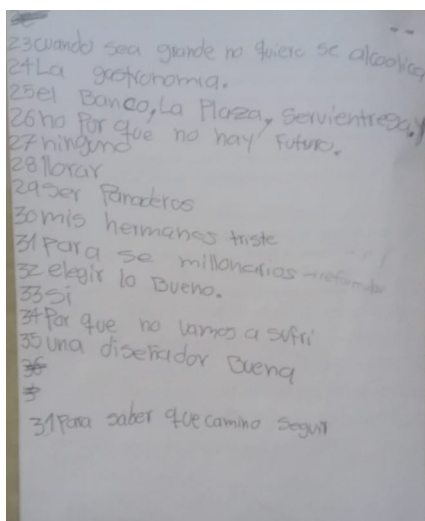 23 cuando sea grande no quiero se alcoolica
24 La gastronomia.
25 el Banco, La Plaza, Servientrega, y
26 no Por que no hay Futuro.
27 ninguno
28 llorar
29 ser Panaderos
30 mis hermanas triste
31 Para se millonarios
32 elegir lo Bueno.
33 Si
34 Por que no vamos a sufri
35 una diseñador Buena
31 Para saber que camino seguir